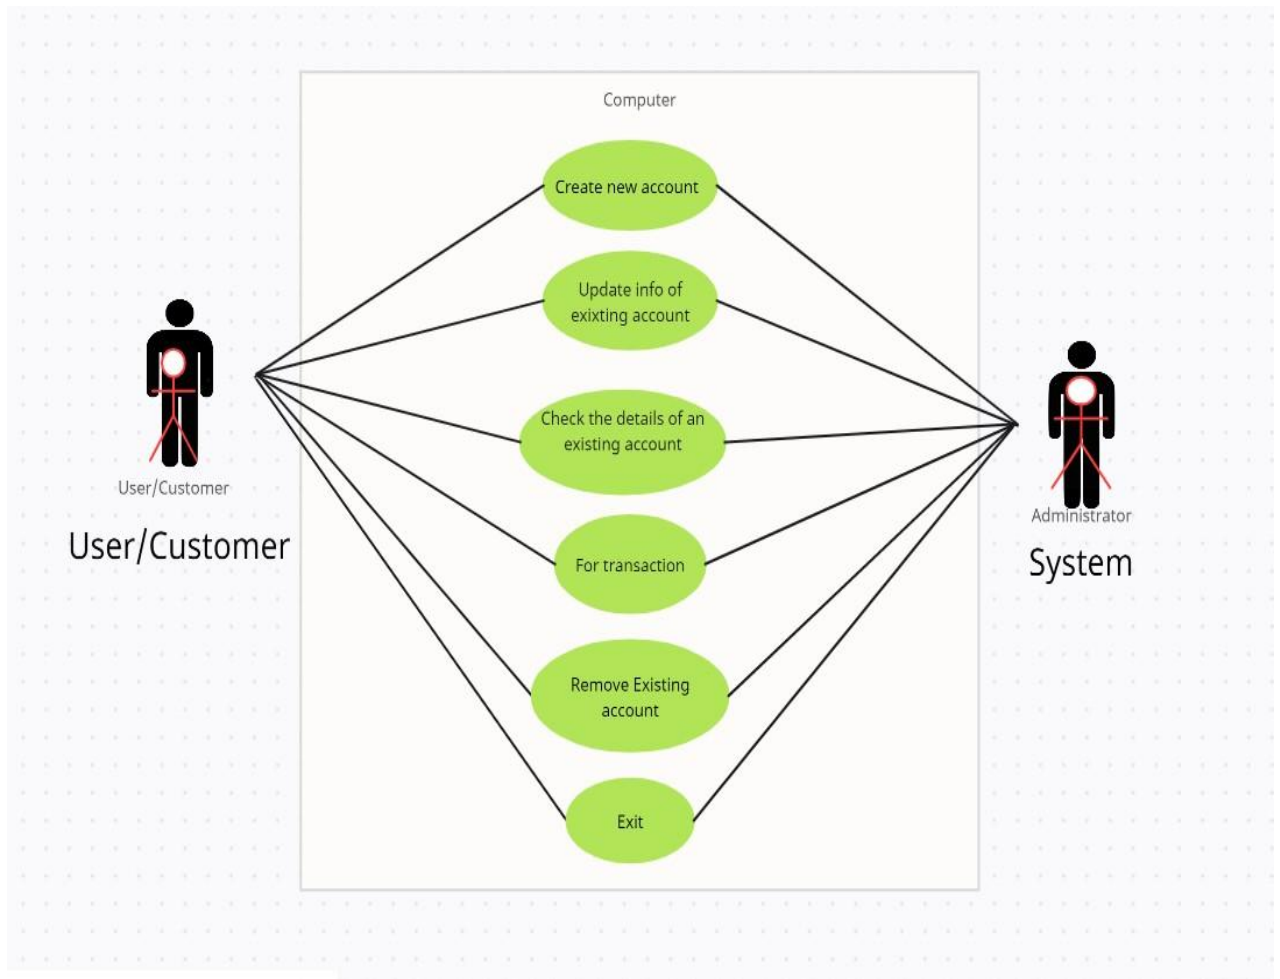 Computer
Create new account
Update info of
exixting account
Check the details of an
existing account
For transaction
Remove Existing
account
Exit
User/Customer
User/Customer
Administrator
System